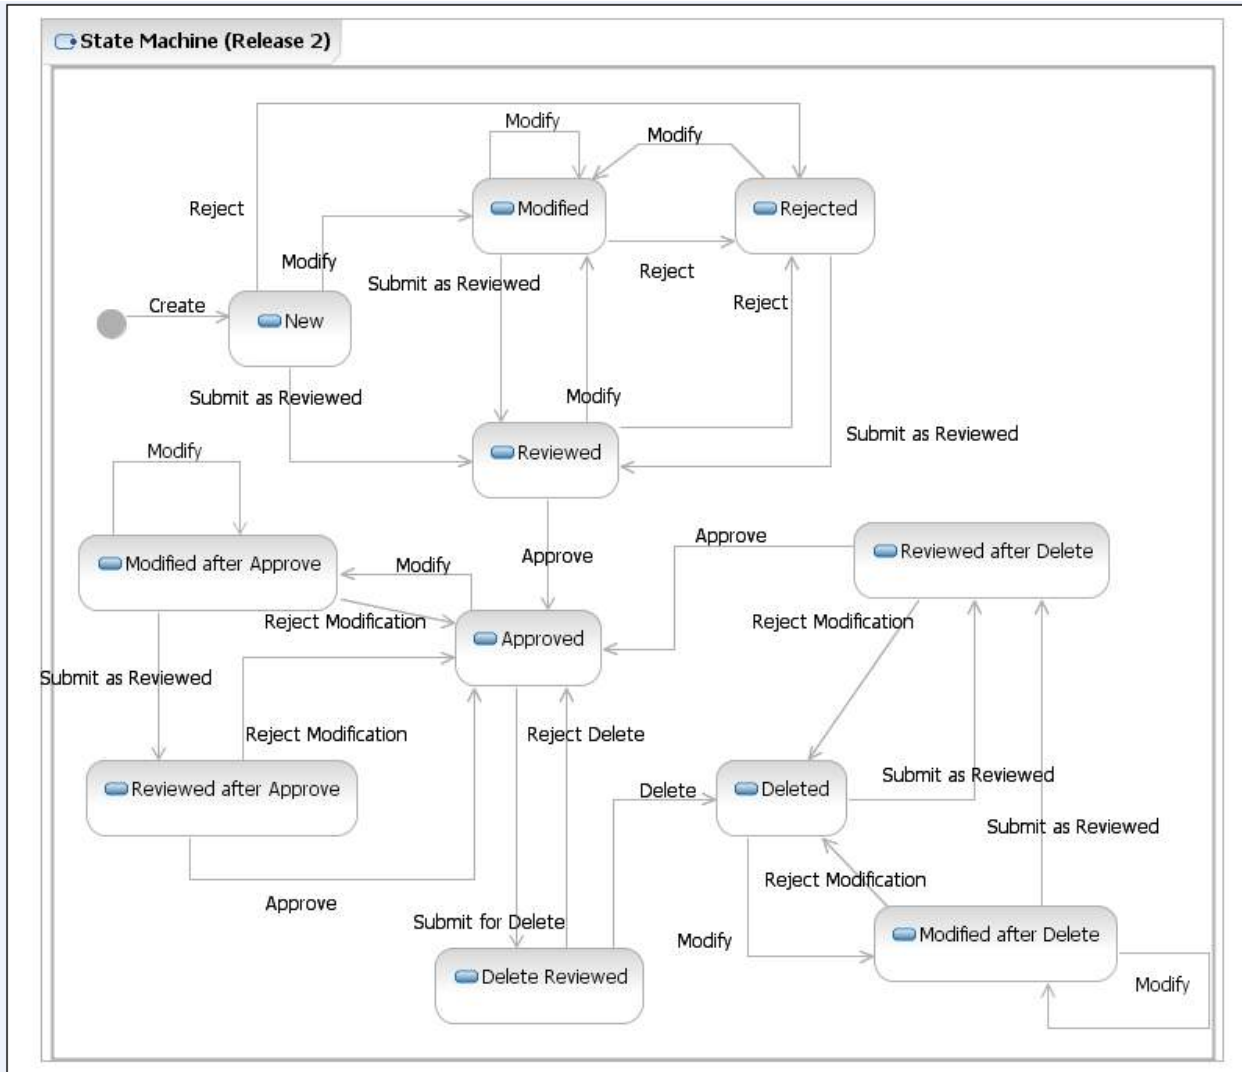 State Machine (Release 2)
Modify
Modify
Reject
Modified
Rejected
Modify
Submit as Reviewed
Reject
Create
Reject
New
Submit as Reviewed
Modify
Submit as Reviewed
Modify
Reviewed
Modified after Approve
Modify
Approve
Approve
Reviewed after Delete
Reject Modification
Approved
Reject Modification
Submit as Reviewed
Reject Modification
Reject Delete
Reviewed after Approve
Delete
Deleted
Submit as Reviewed
Submit as Reviewed
Approve
Reject Modification
Submit for Delete
Modify
Modified after Delete
Delete Reviewed
Modify